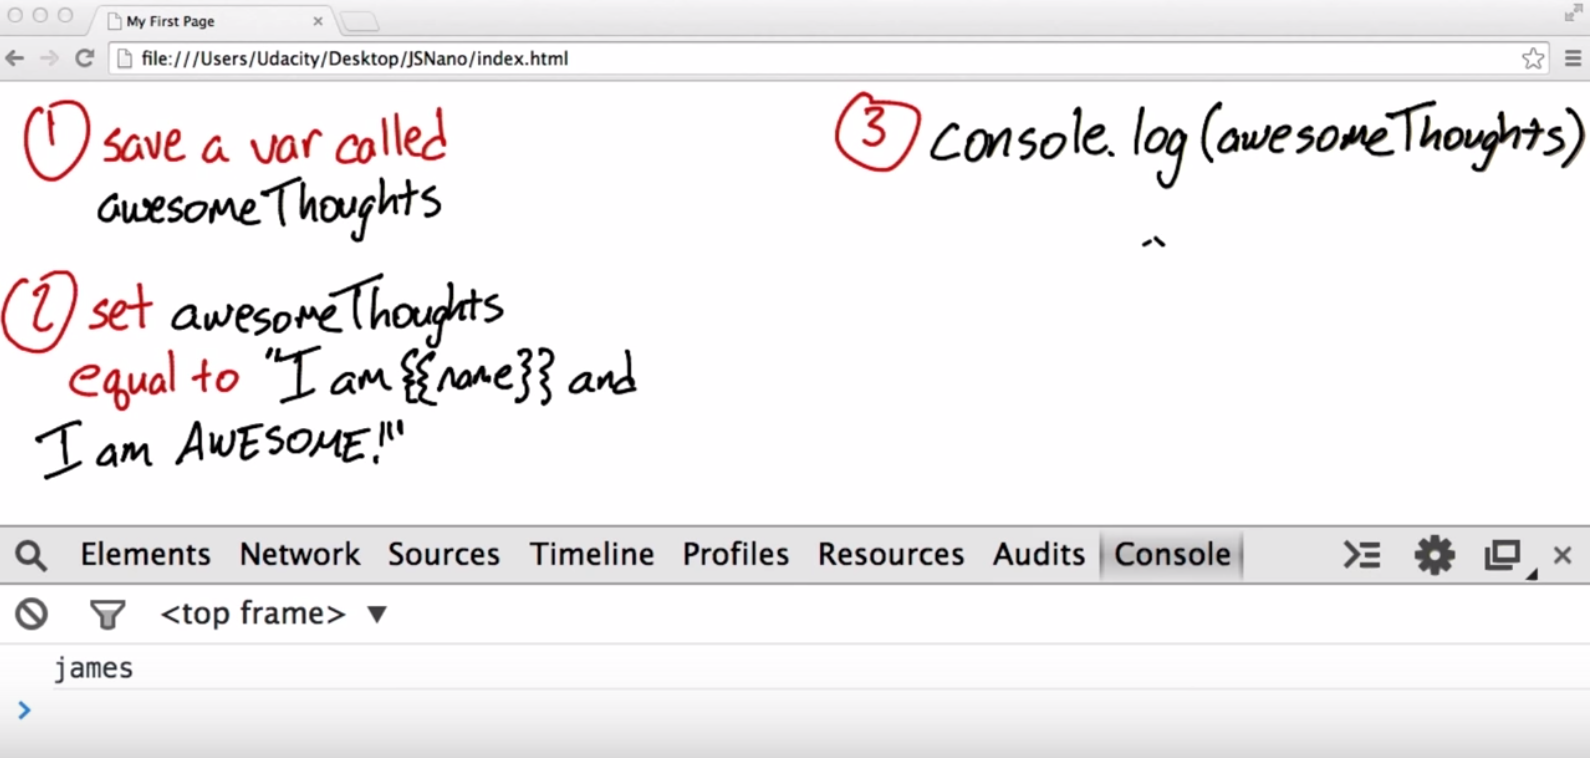 My First Page
file:///Users/Udacity/Desktop/JSNano/index.html
1 save a var called
awesomeThoughts
2 set awesomeThoughts
equal to "I am {{name}} and
I am AWESOME!"
3 console.log(awesomeThoughts)
Elements Network Sources Timeline Profiles Resources Audits Console
<top frame>
james